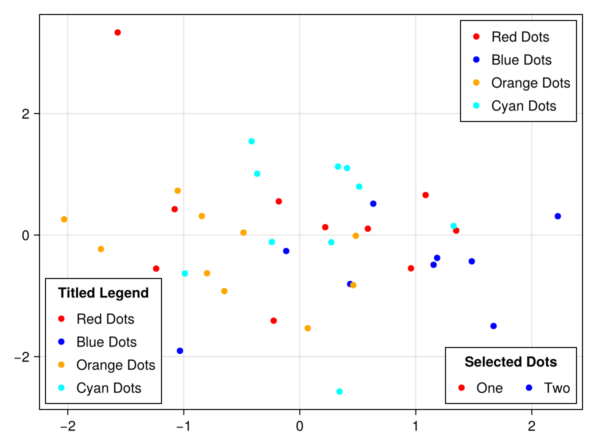 Red Dots
Blue Dots
Orange Dots
Cyan Dots
2
0
−2
Titled Legend
Red Dots
Blue Dots
Orange Dots
Cyan Dots
Selected Dots
One Two
−2 −1 0 1 2